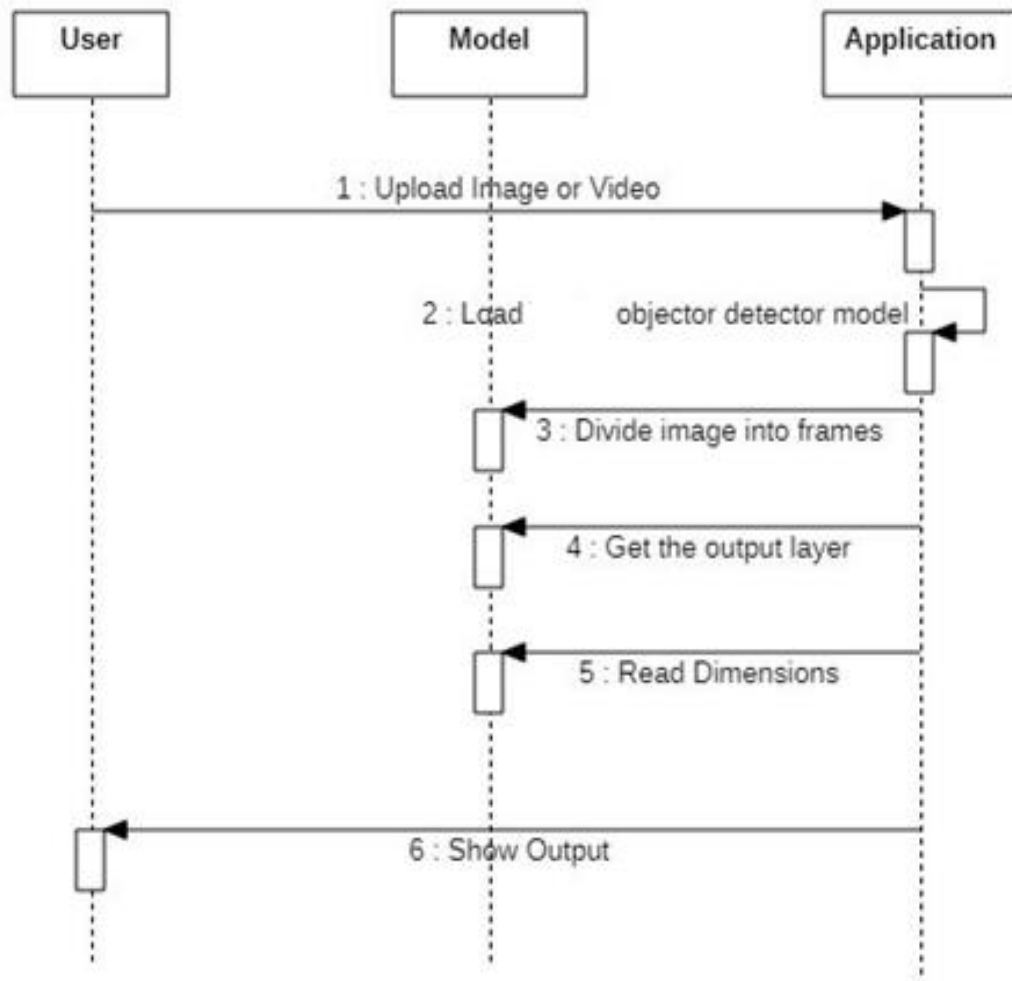 User
Model
Application
1 : Upload Image or Video
2 : Load objector detector model
3 : Divide image into frames
4 : Get the output layer
5 : Read Dimensions
6 : Show Output